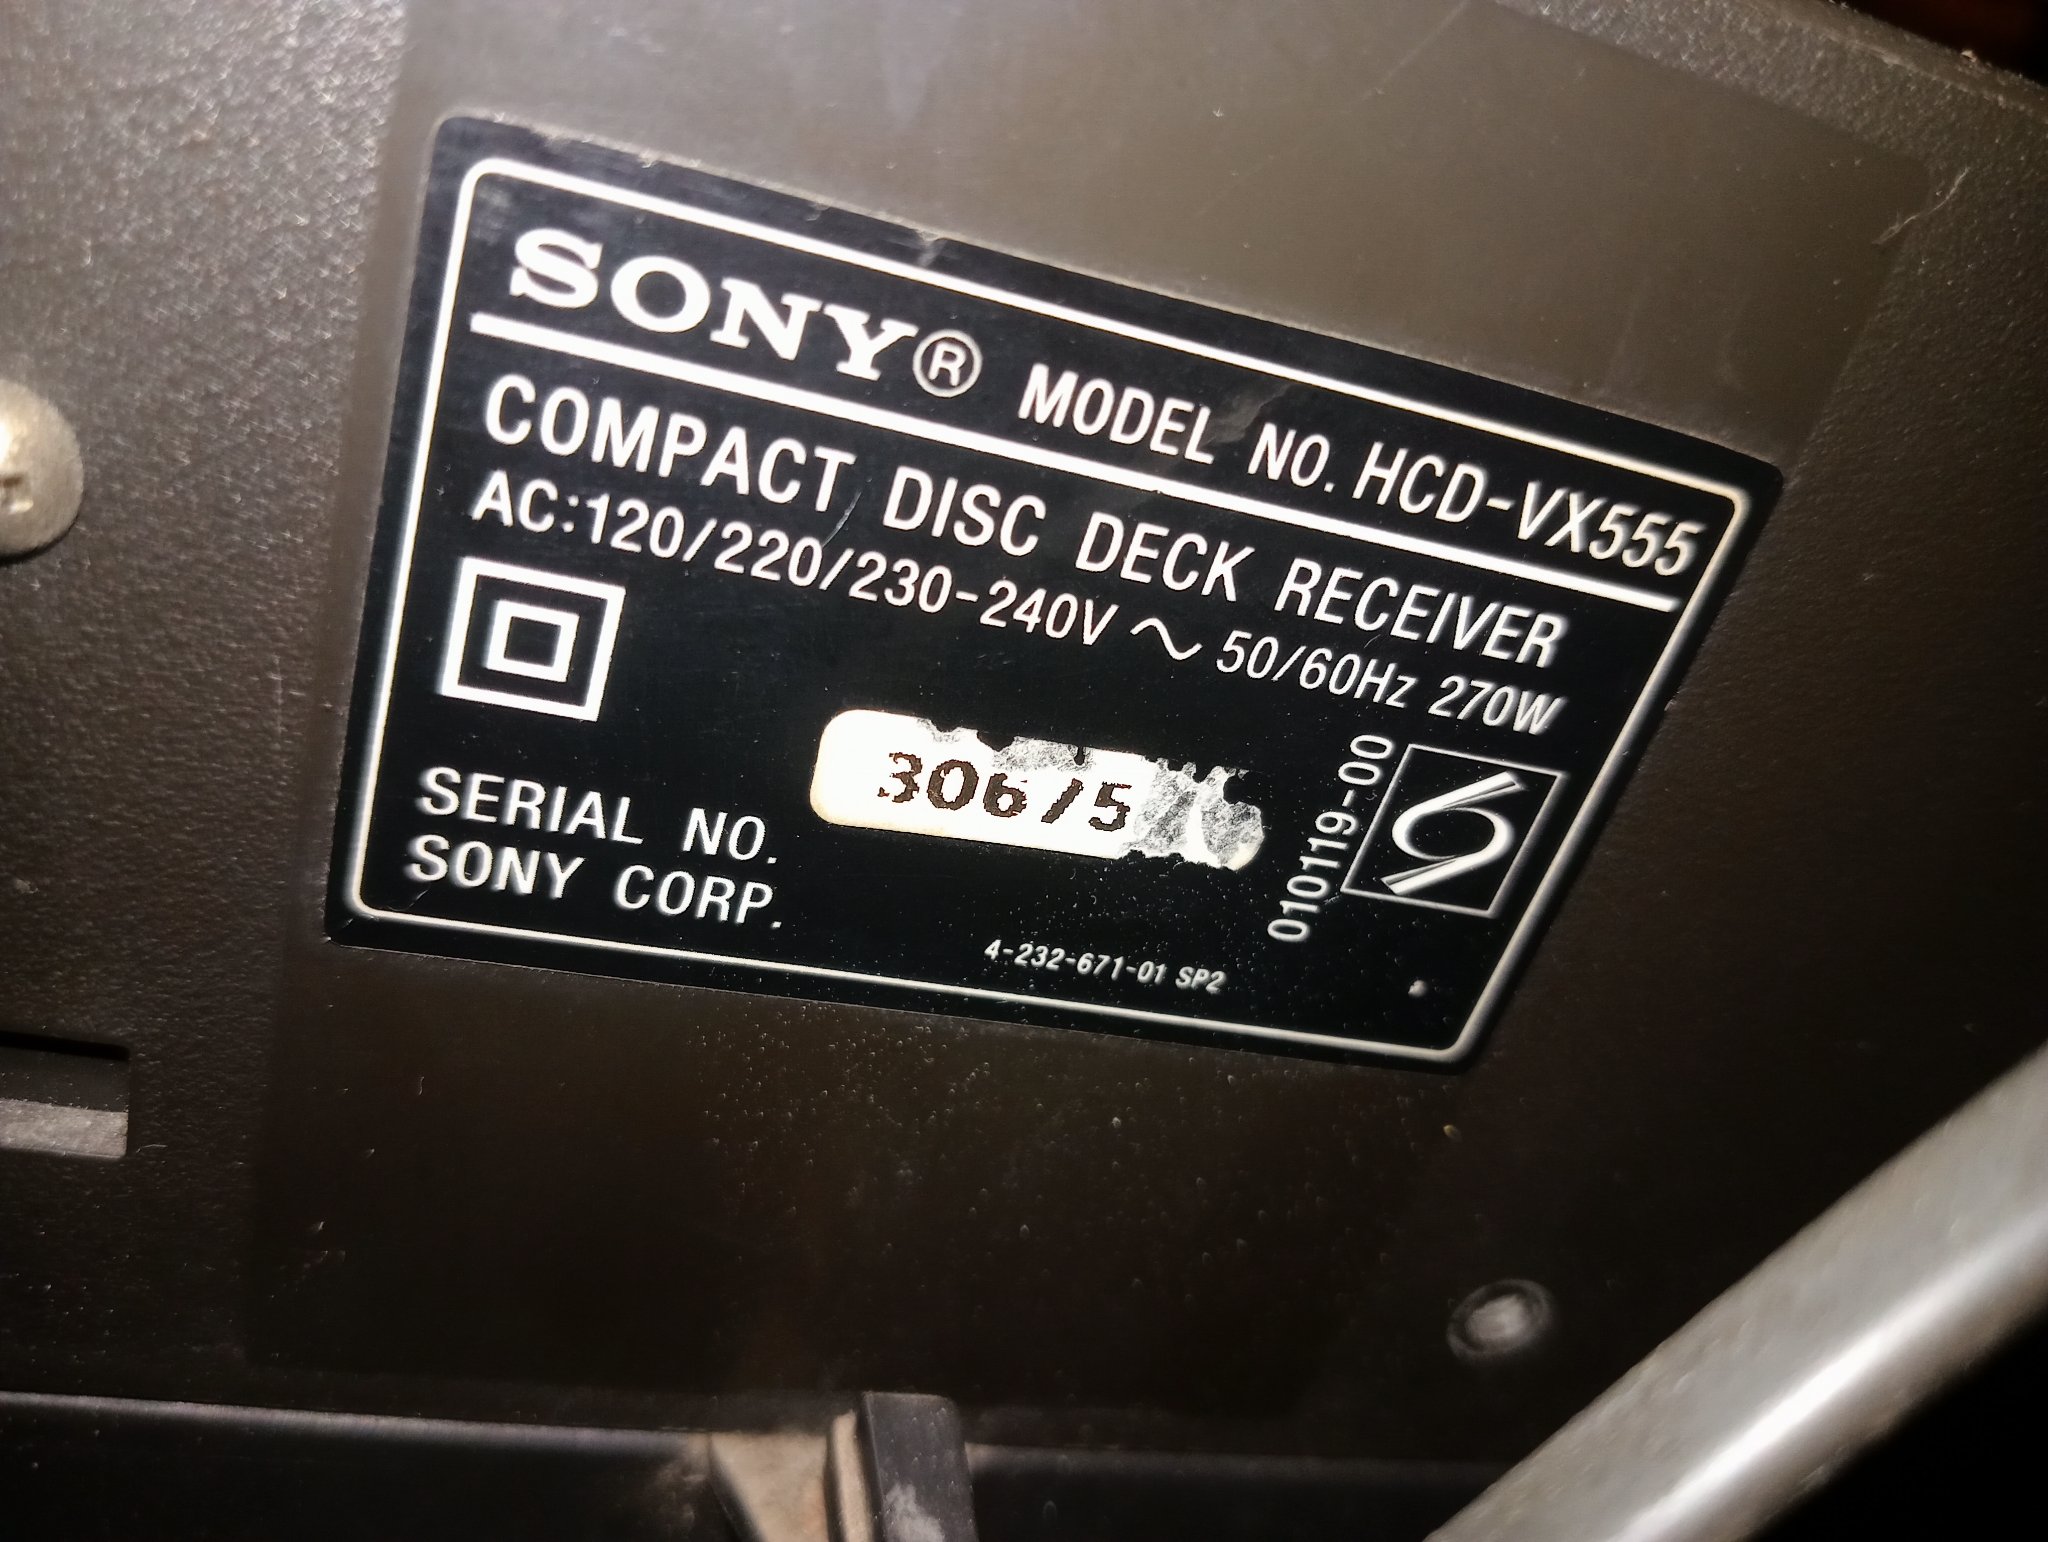 SONY® MODEL NO. HCD-VX555
COMPACT DISC DECK RECEIVER
AC:120/220/230-240V ~ 50/60Hz 270W
SERIAL NO.
SONY CORP.
010119-00
4-232-671-01 SP2